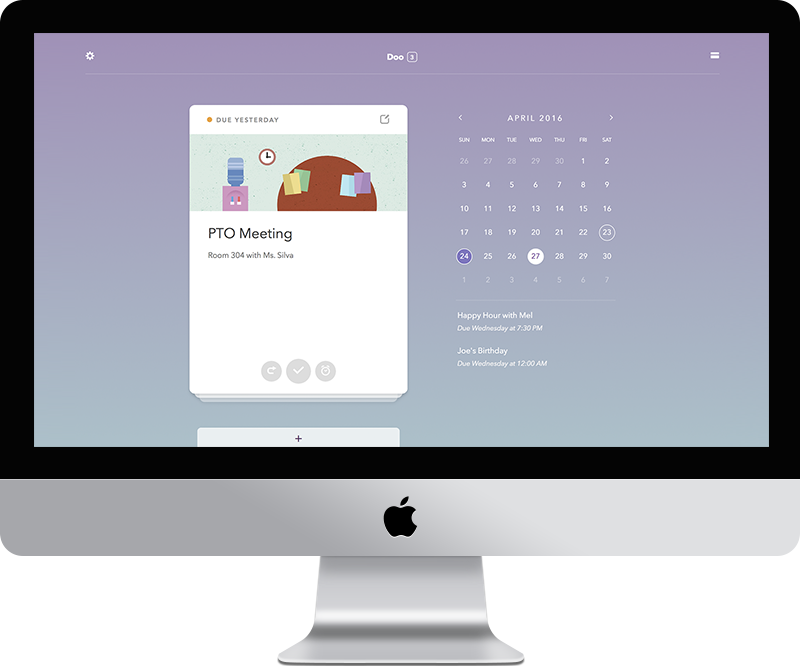 Doo 3
DUE YESTERDAY
PTO Meeting
Room 304 with Ms. Silva
+
APRIL 2016
SUN MON TUE WED THU FRI SAT
26 27 28 29 30 1 2
3 4 5 6 7 8 9
10 11 12 13 14 15 16
17 18 19 20 21 22 23
24 25 26 27 28 29 30
1 2 3 4 5 6 7
Happy Hour with Mel
Due Wednesday at 7:30 PM
Joe's Birthday
Due Wednesday at 12:00 AM